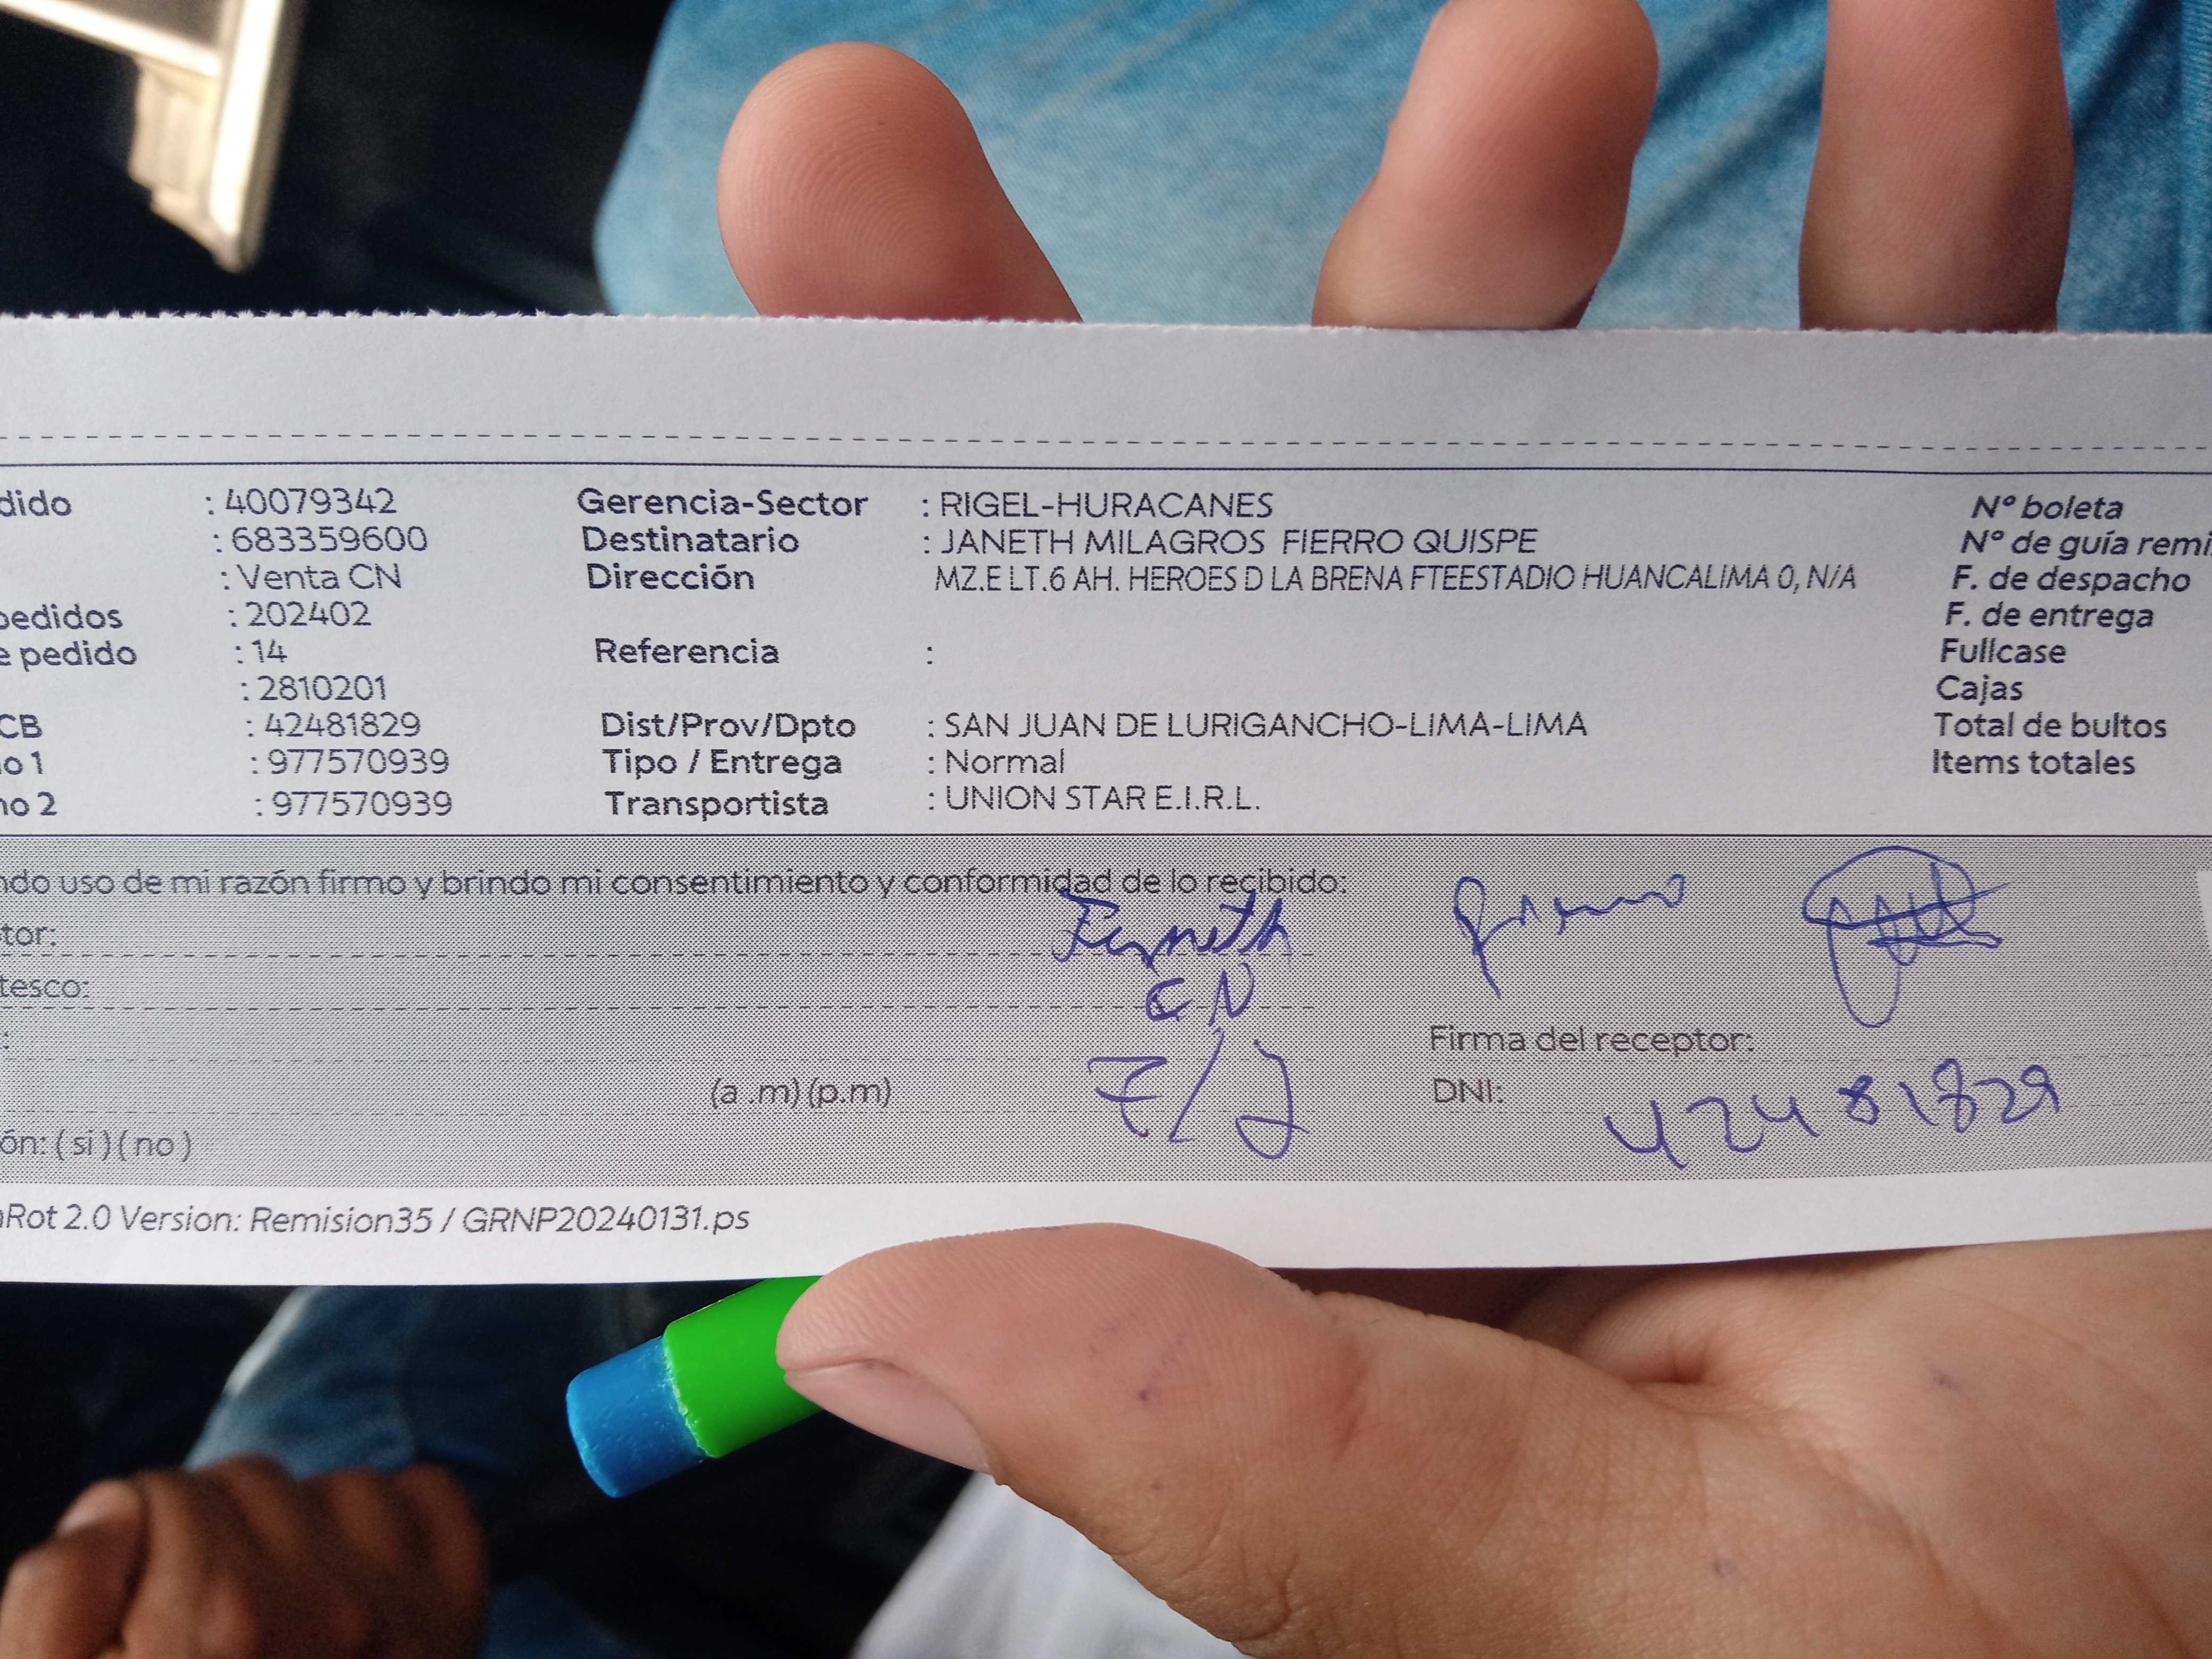 dido : 40079342 Gerencia-Sector : RIGEL-HURACANES Nº boleta
: 683359600 Destinatario : JANETH MILAGROS FIERRO QUISPE Nº de guía remi
: Venta CN Dirección MZ.E LT.6 AH. HEROES D LA BRENA FTEESTADIO HUANCALIMA 0, N/A F. de despacho
pedidos : 202402 F. de entrega
e pedido : 14 Referencia : Fullcase
: 2810201 Cajas
CB : 42481829 Dist/Prov/Dpto : SAN JUAN DE LURIGANCHO-LIMA-LIMA Total de bultos
o 1 : 977570939 Tipo / Entrega : Normal Items totales
no 2 : 977570939 Transportista : UNION STAR E.I.R.L.
ndo uso de mi razón firmo y brindo mi consentimiento y conformidad de lo recibido:
tor:
tesco: CN
: Firma del receptor:
(a .m) (p.m) DNI: 42481829
ón: ( sí ) ( no )
Rot 2.0 Version: Remision35 / GRNP20240131.ps